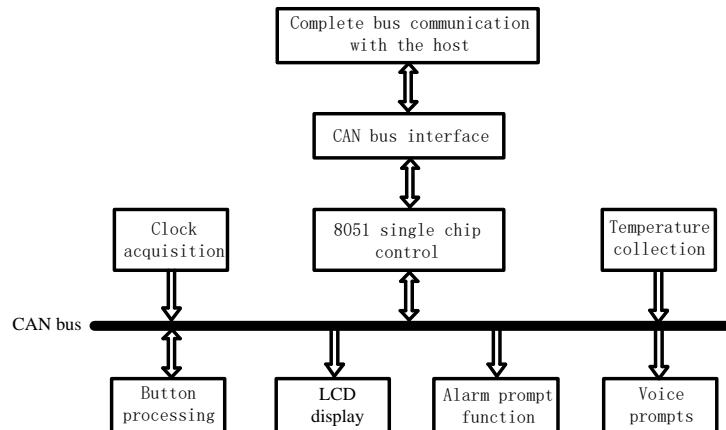 Complete bus communication
with the host
CAN bus interface
Clock
acquisition
8051 single chip
control
Temperature
collection
CAN bus
Button
processing
LCD
display
Alarm prompt
function
Voice
prompts